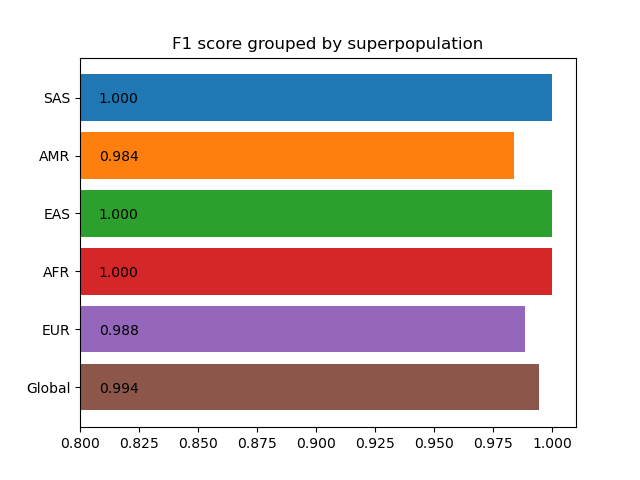 F1 score grouped by superpopulation
SAS 1.000
AMR 0.984
EAS 1.000
AFR 1.000
EUR 0.988
Global 0.994
0.800 0.825 0.850 0.875 0.900 0.925 0.950 0.975 1.000